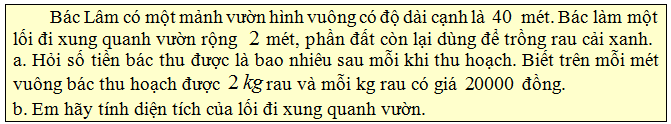 Bác Lâm có một mảnh vườn hình vuông có độ dài cạnh là 40 mét. Bác làm một
lối đi xung quanh vườn rộng 2 mét, phần đất còn lại dùng để trồng rau cải xanh.
a. Hỏi số tiền bác thu được là bao nhiêu sau mỗi khi thu hoạch. Biết trên mỗi mét
vuông bác thu hoạch được 2 kg rau và mỗi kg rau có giá 20000 đồng.
b. Em hãy tính diện tích của lối đi xung quanh vườn.